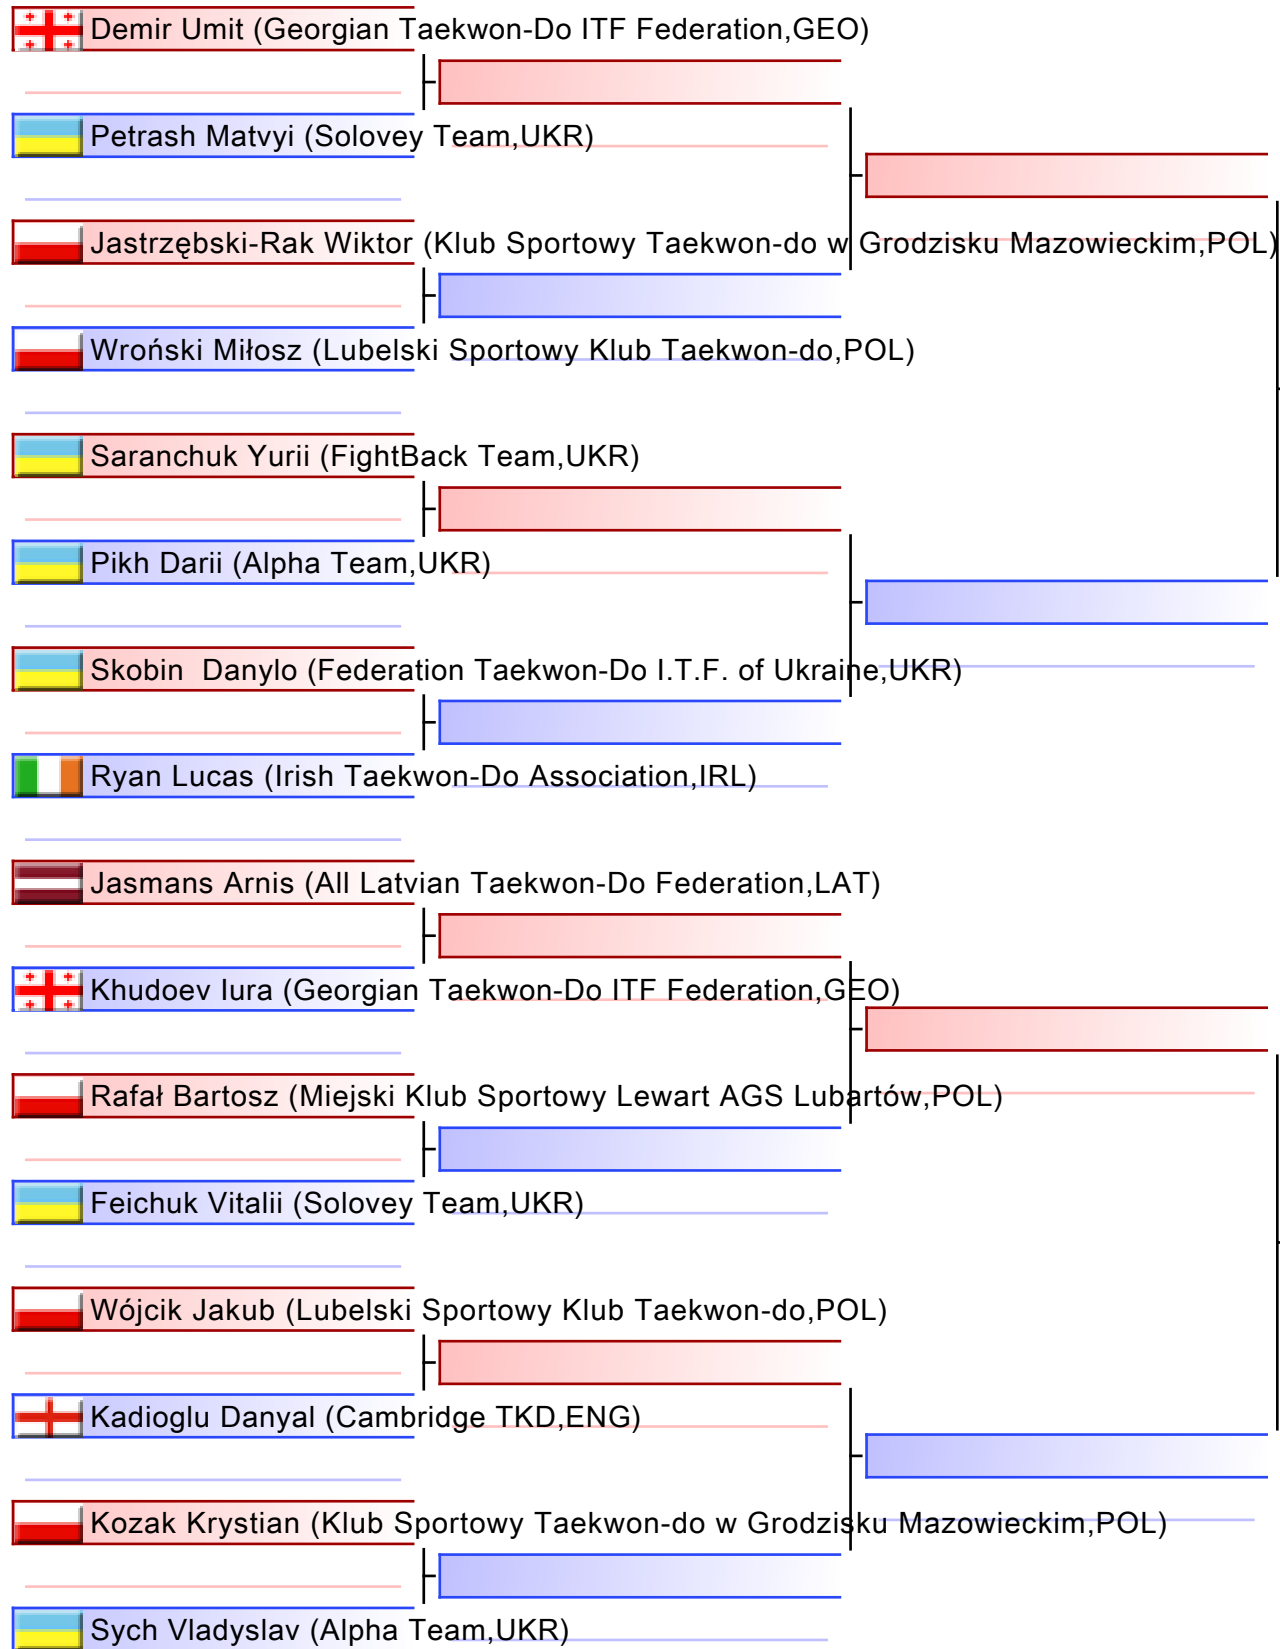 Demir Umit (Georgian Taekwon-Do ITF Federation,GEO)
Petrash Matvyi (Solovey Team,UKR)
Jastrzębski-Rak Wiktor (Klub Sportowy Taekwon-do w Grodzisku Mazowieckim,POL)
Wroński Miłosz (Lubelski Sportowy Klub Taekwon-do,POL)
Saranchuk Yurii (FightBack Team,UKR)
Pikh Darii (Alpha Team,UKR)
Skobin  Danylo (Federation Taekwon-Do I.T.F. of Ukraine,UKR)
Ryan Lucas (Irish Taekwon-Do Association,IRL)
Jasmans Arnis (All Latvian Taekwon-Do Federation,LAT)
Khudoev Iura (Georgian Taekwon-Do ITF Federation,GEO)
Rafał Bartosz (Miejski Klub Sportowy Lewart AGS Lubartów,POL)
Feichuk Vitalii (Solovey Team,UKR)
Wójcik Jakub (Lubelski Sportowy Klub Taekwon-do,POL)
Kadioglu Danyal (Cambridge TKD,ENG)
Kozak Krystian (Klub Sportowy Taekwon-do w Grodzisku Mazowieckim,POL)
Sych Vladyslav (Alpha Team,UKR)